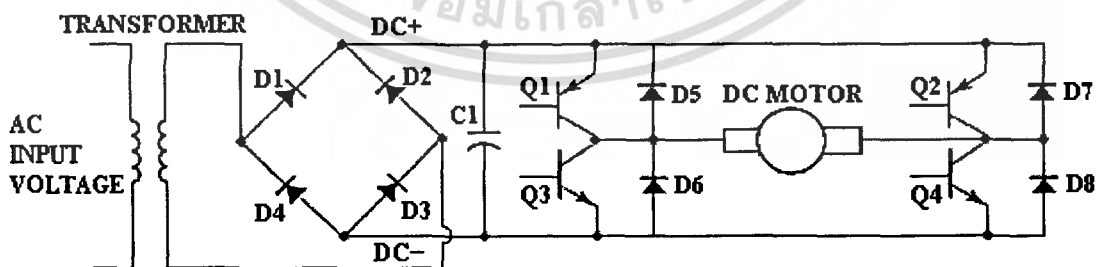 TRANSFORMER
DC+
D1
D2
Q1
D5
DC MOTOR
Q2
D7
AC
INPUT
VOLTAGE
C1
D4
D3
Q3
D6
Q4
D8
DC−